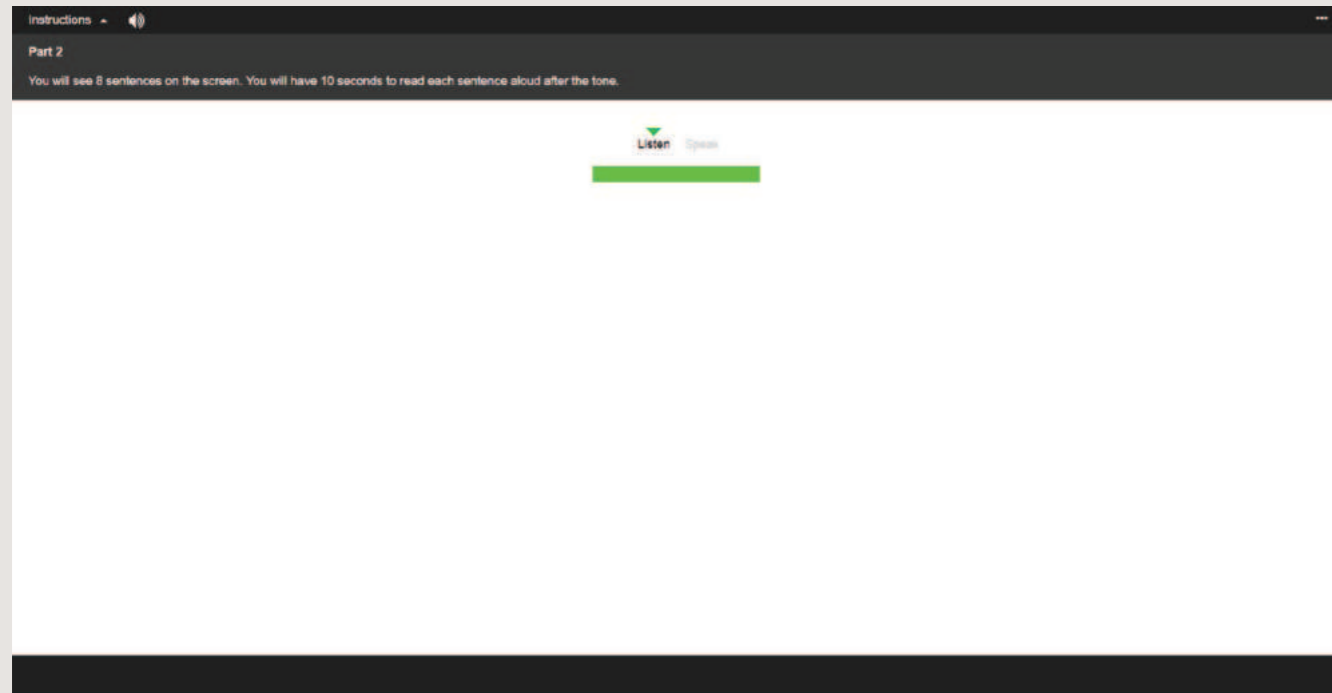 Instructions
Part 2
You will see 8 sentences on the screen. You will have 10 seconds to read each sentence aloud after the tone.
Listen Speak